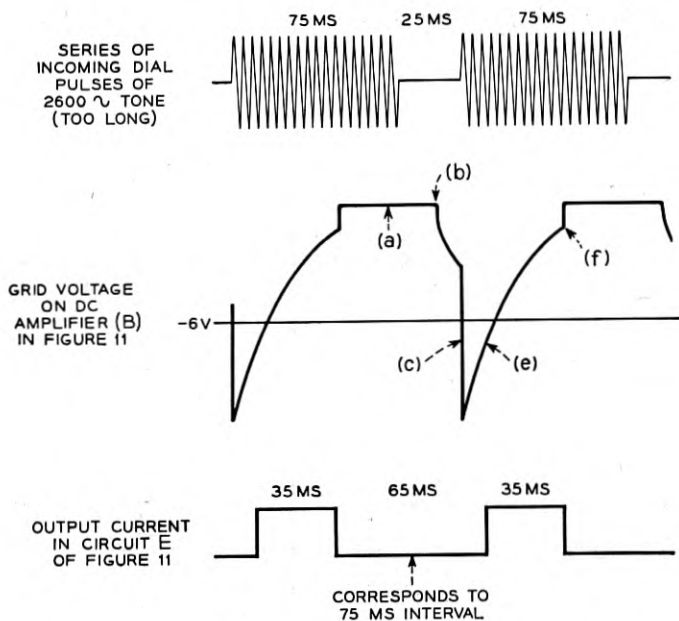 75 MS 25 MS 75 MS
SERIES OF
INCOMING DIAL
PULSES OF
2600 ∿ TONE
(TOO LONG)
(b)
(a)
GRID VOLTAGE
ON DC
AMPLIFIER (B)
IN FIGURE 11
-6V
(f)
(c)
(e)
35 MS 65 MS 35 MS
OUTPUT CURRENT
IN CIRCUIT E
OF FIGURE 11
CORRESPONDS TO
75 MS INTERVAL